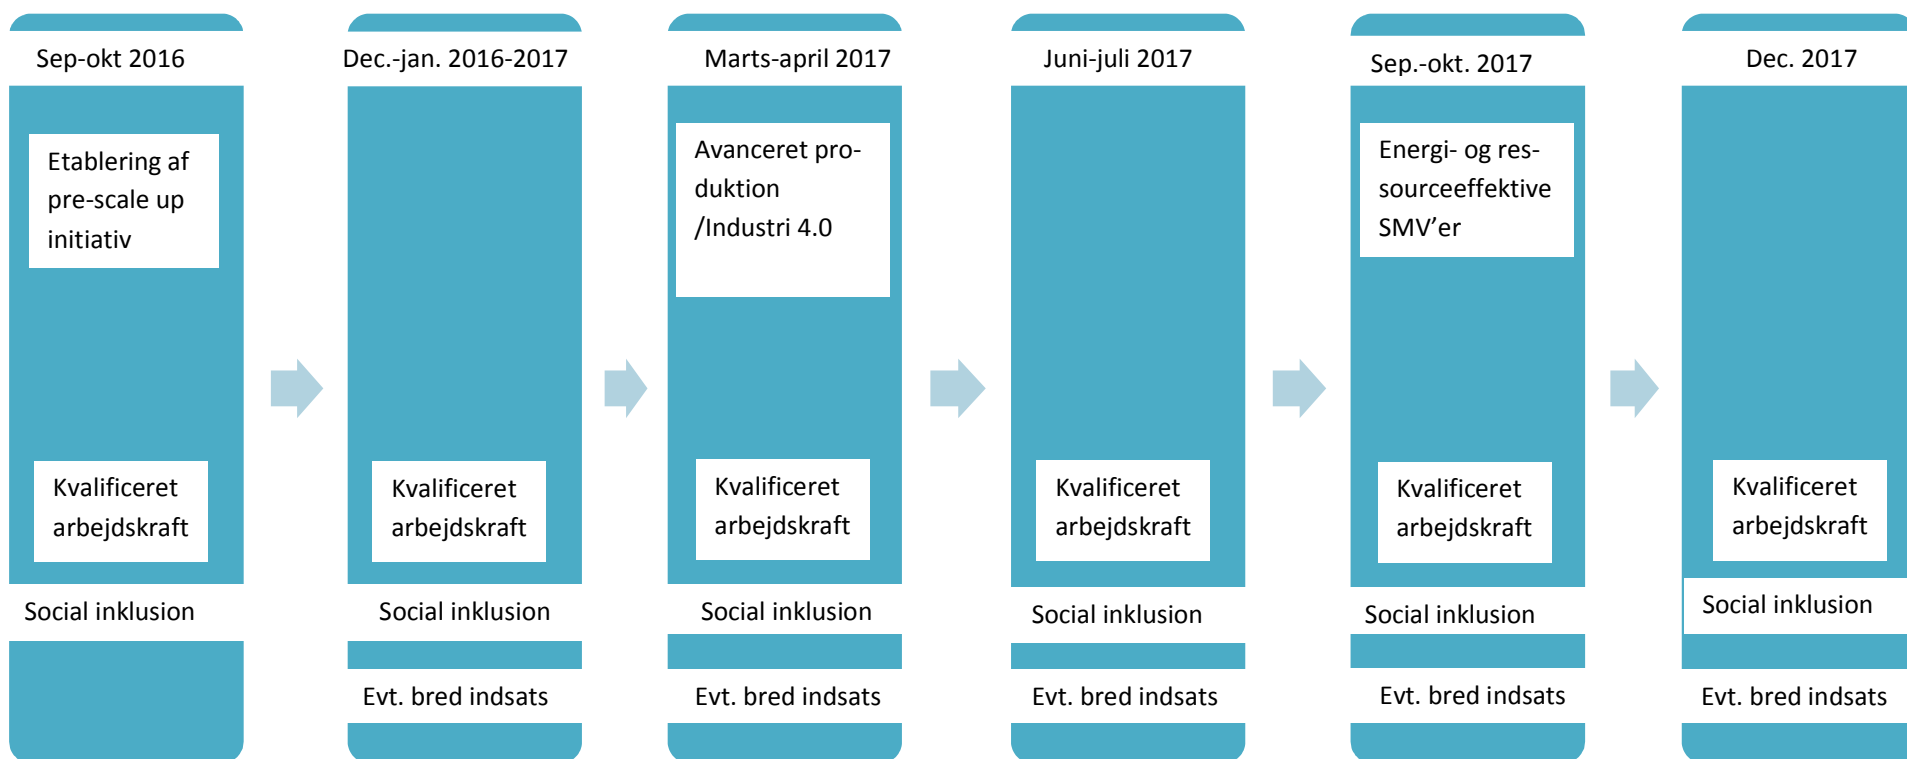 Sep-okt 2016
Etablering af
pre-scale up
initiativ
Kvalificeret
arbejdskraft
Social inklusion
Dec.-jan. 2016-2017
Kvalificeret
arbejdskraft
Social inklusion
Evt. bred indsats
Marts-april 2017
Avanceret pro-
duktion
/Industri 4.0
Kvalificeret
arbejdskraft
Social inklusion
Evt. bred indsats
Juni-juli 2017
Kvalificeret
arbejdskraft
Social inklusion
Evt. bred indsats
Sep.-okt. 2017
Energi- og res-
sourceeffektive
SMV’er
Kvalificeret
arbejdskraft
Social inklusion
Evt. bred indsats
Dec. 2017
Kvalificeret
arbejdskraft
Social inklusion
Evt. bred indsats